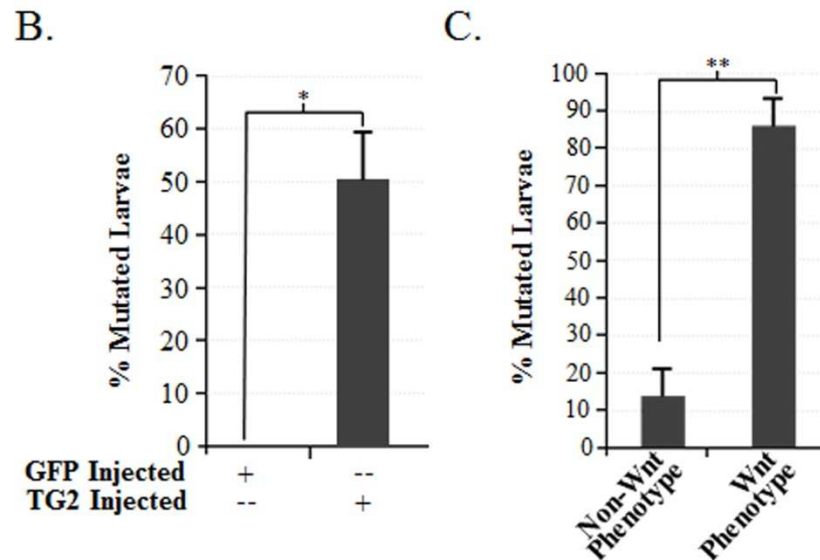 B.
% Mutated Larvae
70
60
50
40
30
20
10
0
*
GFP Injected + --
TG2 Injected -- +
C.
% Mutated Larvae
100
90
80
70
60
50
40
30
20
10
0
**
Non-Wnt
Phenotype
Wnt
Phenotype